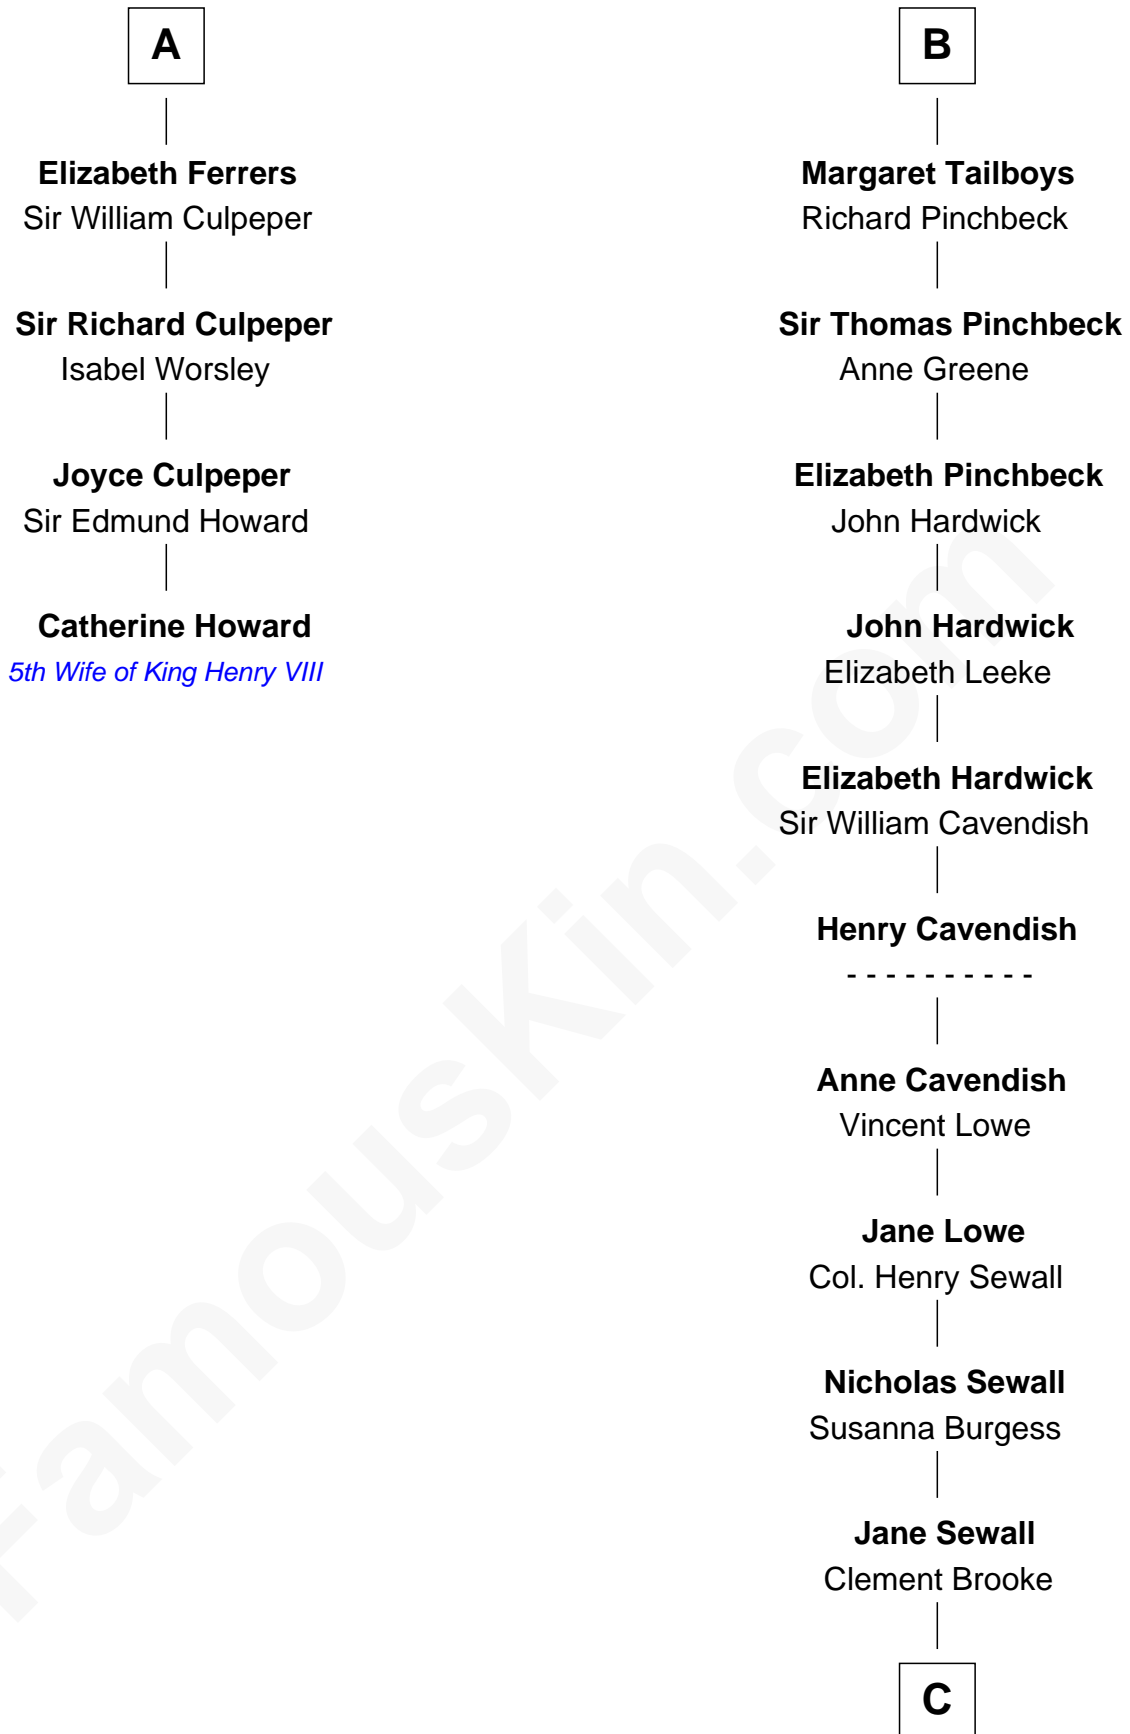 A
Elizabeth Ferrers
Sir William Culpeper
Sir Richard Culpeper
Isabel Worsley
Joyce Culpeper
Sir Edmund Howard
Catherine Howard
5th Wife of King Henry VIII
B
Margaret Tailboys
Richard Pinchbeck
Sir Thomas Pinchbeck
Anne Greene
Elizabeth Pinchbeck
John Hardwick
John Hardwick
Elizabeth Leeke
Elizabeth Hardwick
Sir William Cavendish
Henry Cavendish
- - - - - - - - - -
Anne Cavendish
Vincent Lowe
Jane Lowe
Col. Henry Sewall
Nicholas Sewall
Susanna Burgess
Jane Sewall
Clement Brooke
C
FamousKin.com